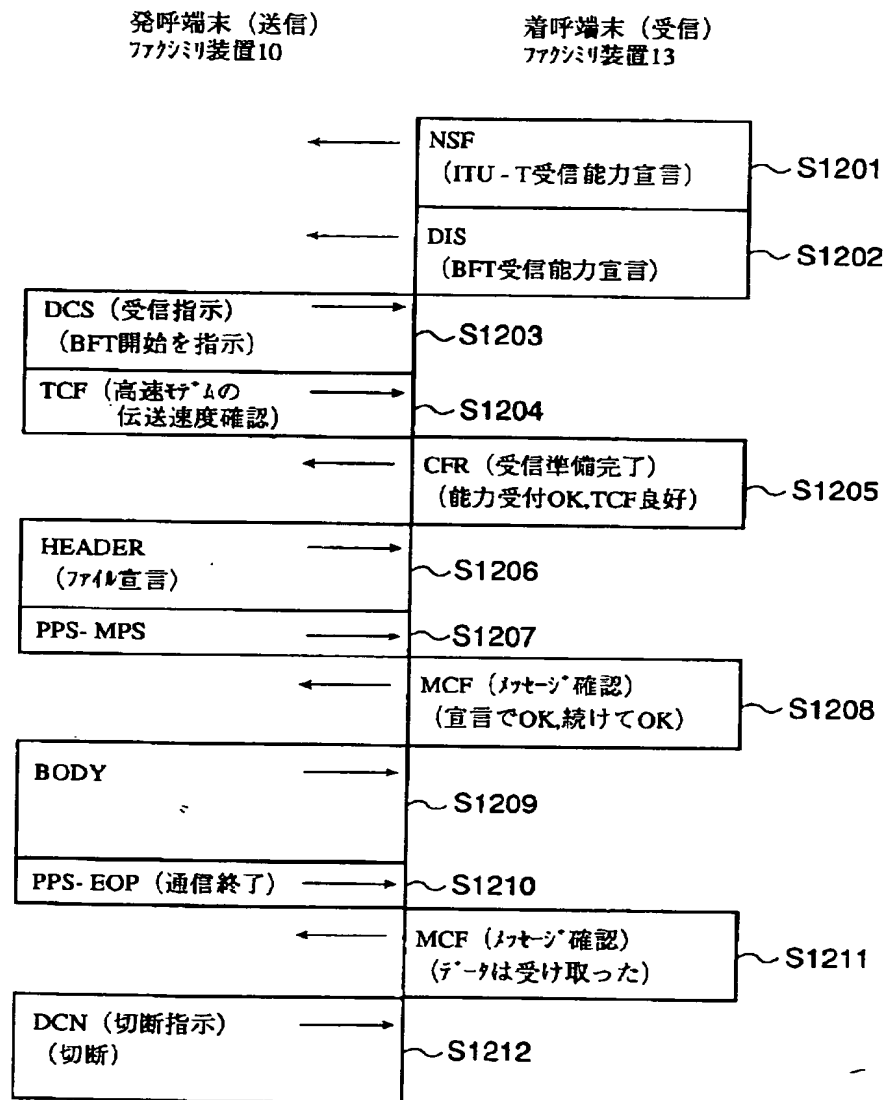 発呼端末（送信）
ファクシミリ装置10
着呼端末（受信）
ファクシミリ装置13
NSF
（ITU-T受信能力宣言）
S1201
DIS
（BFT受信能力宣言）
S1202
DCS（受信指示）
（BFT開始を指示）
S1203
TCF（高速モデムの
伝送速度確認）
S1204
CFR（受信準備完了）
（能力受付OK,TCF良好）
S1205
HEADER
（ファイル宣言）
S1206
PPS-MPS
S1207
MCF（メッセージ確認）
（宣言でOK,続けてOK）
S1208
BODY
S1209
PPS-EOP（通信終了）
S1210
MCF（メッセージ確認）
（データは受け取った）
S1211
DCN（切断指示）
（切断）
S1212